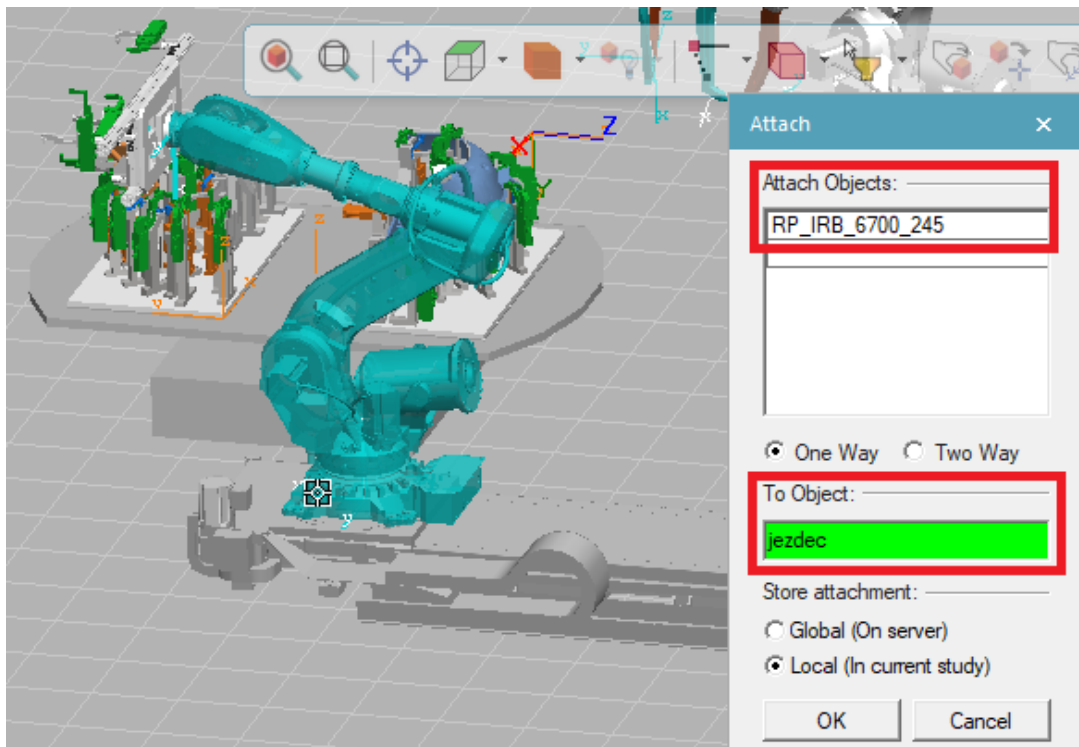 z
y
z
x
Attach
x
Attach Objects:
RP_IRB_6700_245
One Way Two Way
To Object:
jezdec
Store attachment:
Global (On server)
Local (In current study)
OK Cancel
y
X
Z
z
z
x
y
y